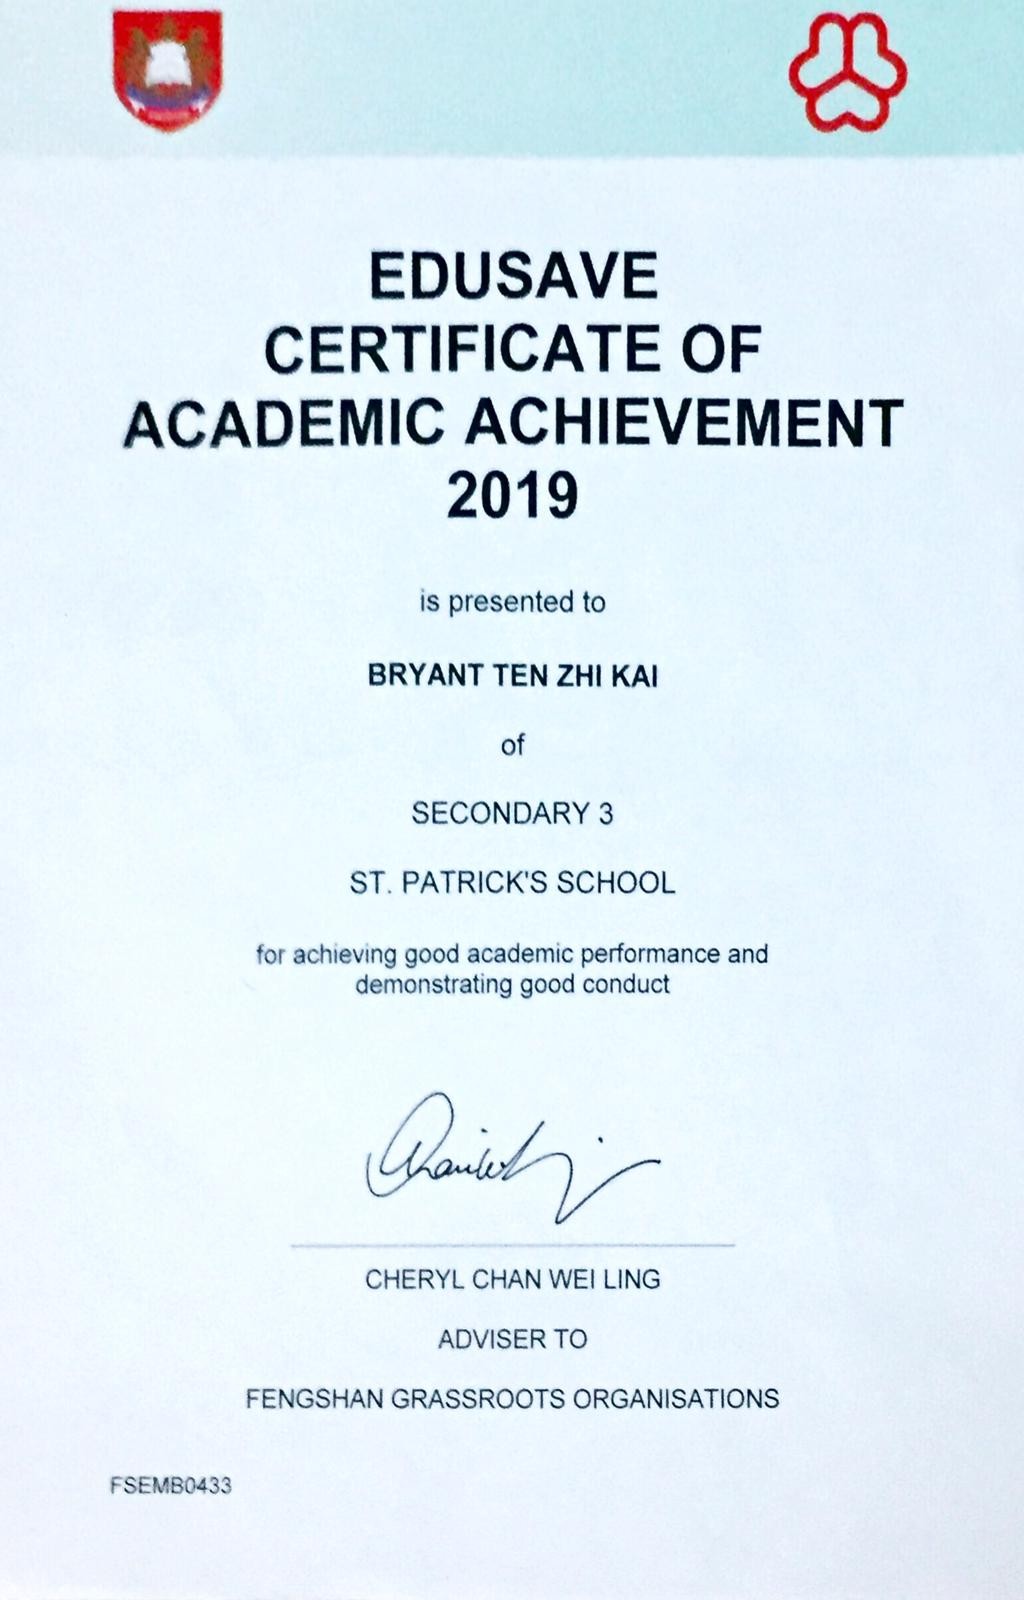 EDUSAVE
CERTIFICATE OF
ACADEMIC ACHIEVEMENT
2019
is presented to
BRYANT TEN ZHI KAI
of
SECONDARY 3
ST. PATRICK'S SCHOOL
for achieving good academic performance and
demonstrating good conduct
CHERYL CHAN WEI LING
ADVISER TO
FENGSHAN GRASSROOTS ORGANISATIONS
FSEMB0433